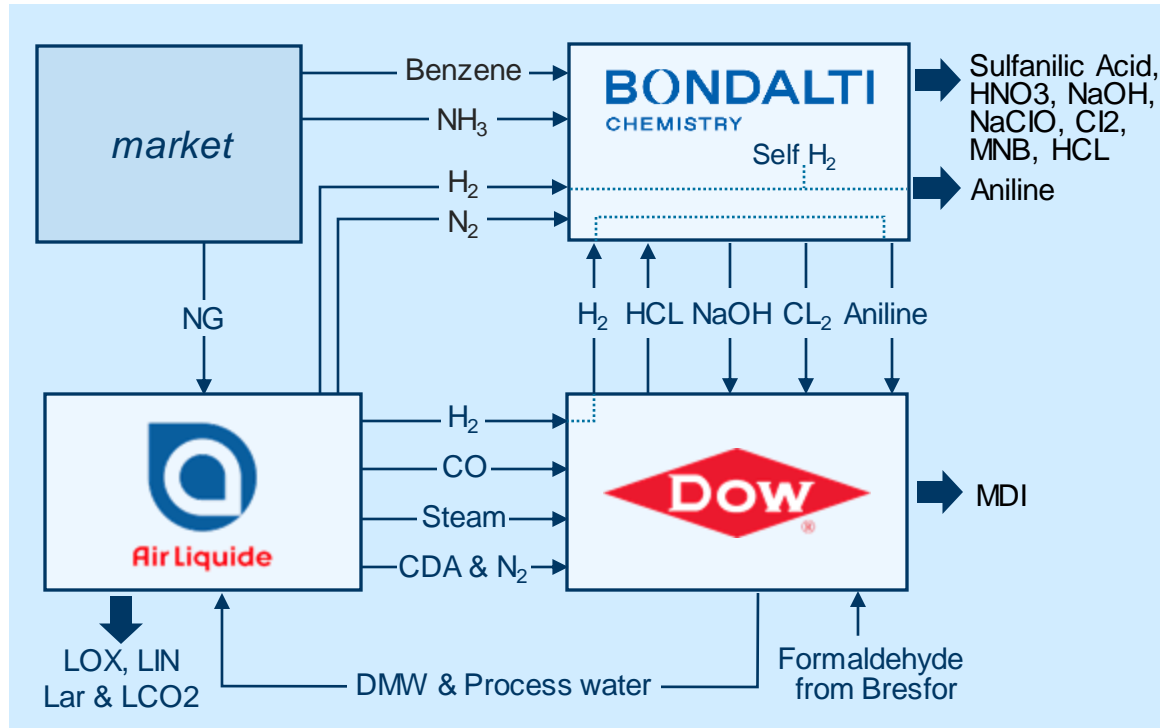 market
Benzene
NH₃
H₂
N₂
BONDALTI
CHEMISTRY
Self H₂
Sulfanilic Acid,
HNO3, NaOH,
NaClO, Cl2,
MNB, HCL
Aniline
NG
H₂
HCL
NaOH
CL₂
Aniline
Air Liquide
H₂
CO
Steam
CDA & N₂
DOW
®
MDI
LOX, LIN
Lar & LCO2
DMW & Process water
Formaldehyde
from Bresfor